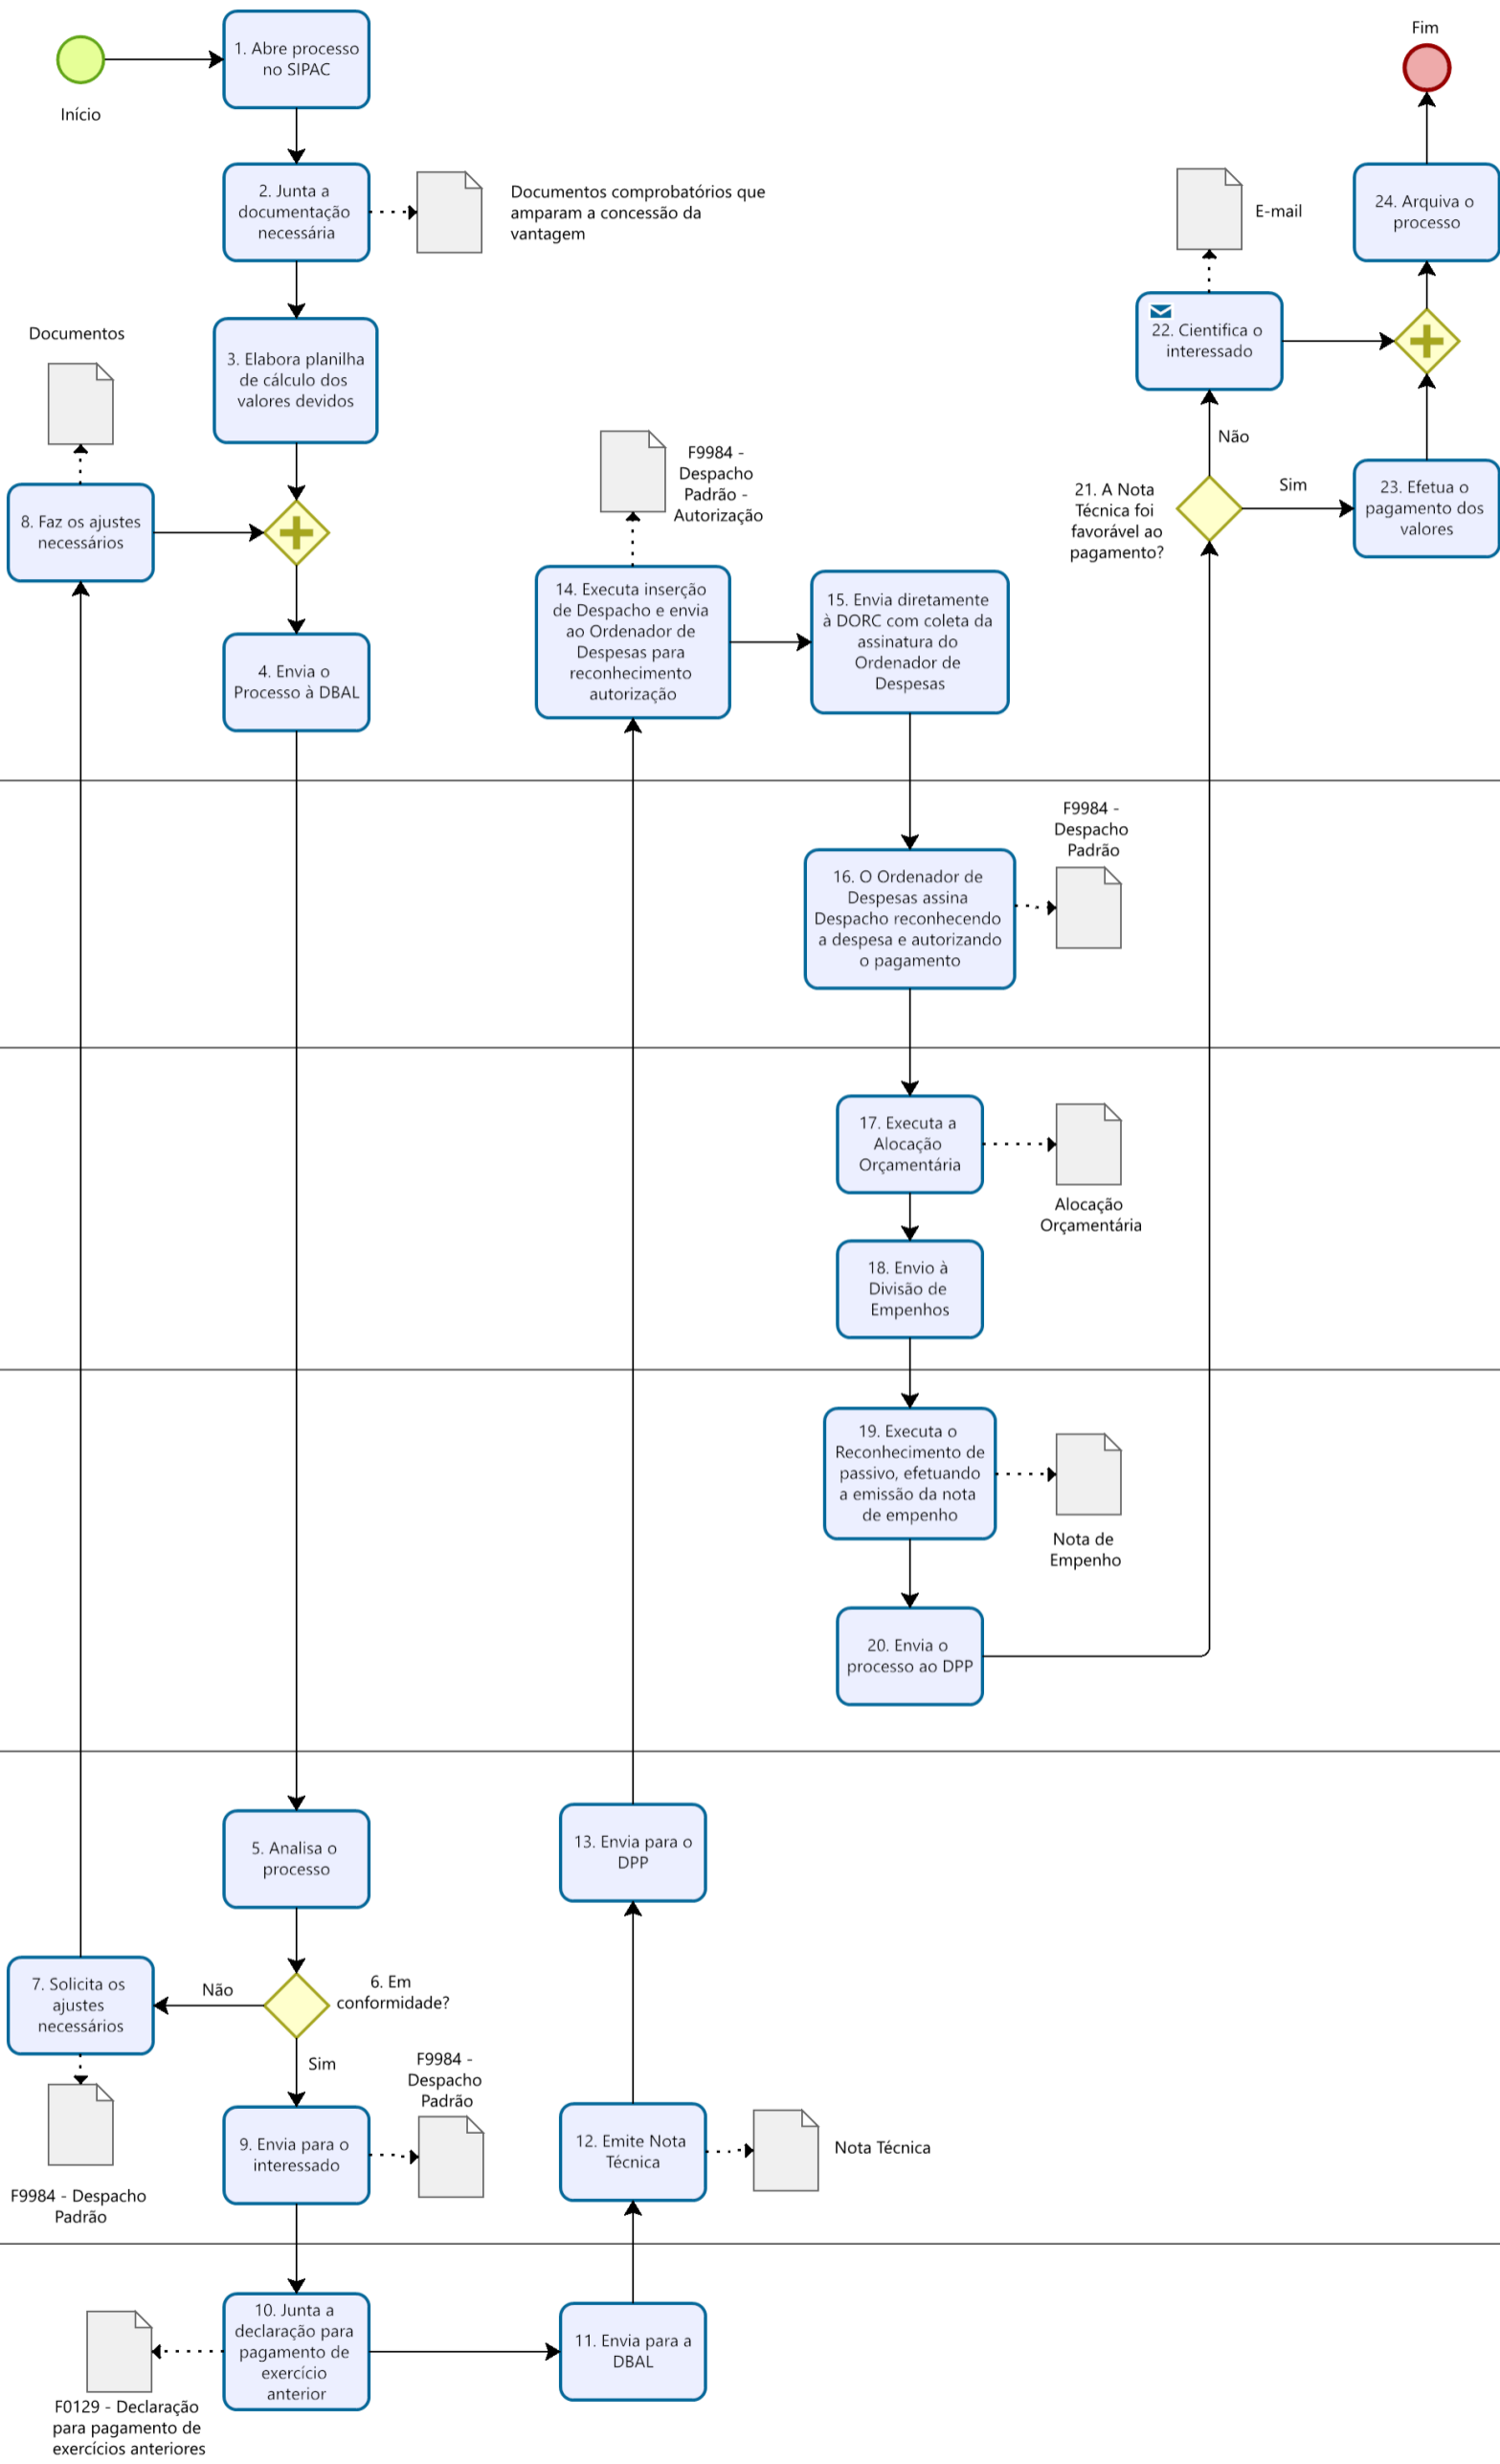 Início
1. Abre processo
no SIPAC
2. Junta a
documentação
necessária
Documentos comprobatórios que
amparam a concessão da
vantagem
3. Elabora planilha
de cálculo dos
valores devidos
Documentos
8. Faz os ajustes
necessários
4. Envia o
Processo à DBAL
F9984 -
Despacho
Padrão -
Autorização
14. Executa inserção
de Despacho e envia
ao Ordenador de
Despesas para
reconhecimento
autorização
15. Envia diretamente
à DORC com coleta da
assinatura do
Ordenador de
Despesas
Fim
24. Arquiva o
processo
E-mail
22. Cientifica o
interessado
Não
21. A Nota
Técnica foi
favorável ao
pagamento?
Sim
23. Efetua o
pagamento dos
valores
F9984 -
Despacho
Padrão
16. O Ordenador de
Despesas assina
Despacho reconhecendo
a despesa e autorizando
o pagamento
17. Executa a
Alocação
Orçamentária
Alocação
Orçamentária
18. Envio à
Divisão de
Empenhos
19. Executa o
Reconhecimento de
passivo, efetuando
a emissão da nota
de empenho
Nota de
Empenho
20. Envia o
processo ao DPP
5. Analisa o
processo
13. Envia para o
DPP
7. Solicita os
ajustes
necessários
Não
6. Em
conformidade?
Sim
F9984 -
Despacho
Padrão
9. Envia para o
interessado
12. Emite Nota
Técnica
Nota Técnica
F9984 - Despacho
Padrão
10. Junta a
declaração para
pagamento de
exercício
anterior
11. Envia para a
DBAL
F0129 - Declaração
para pagamento de
exercícios anteriores